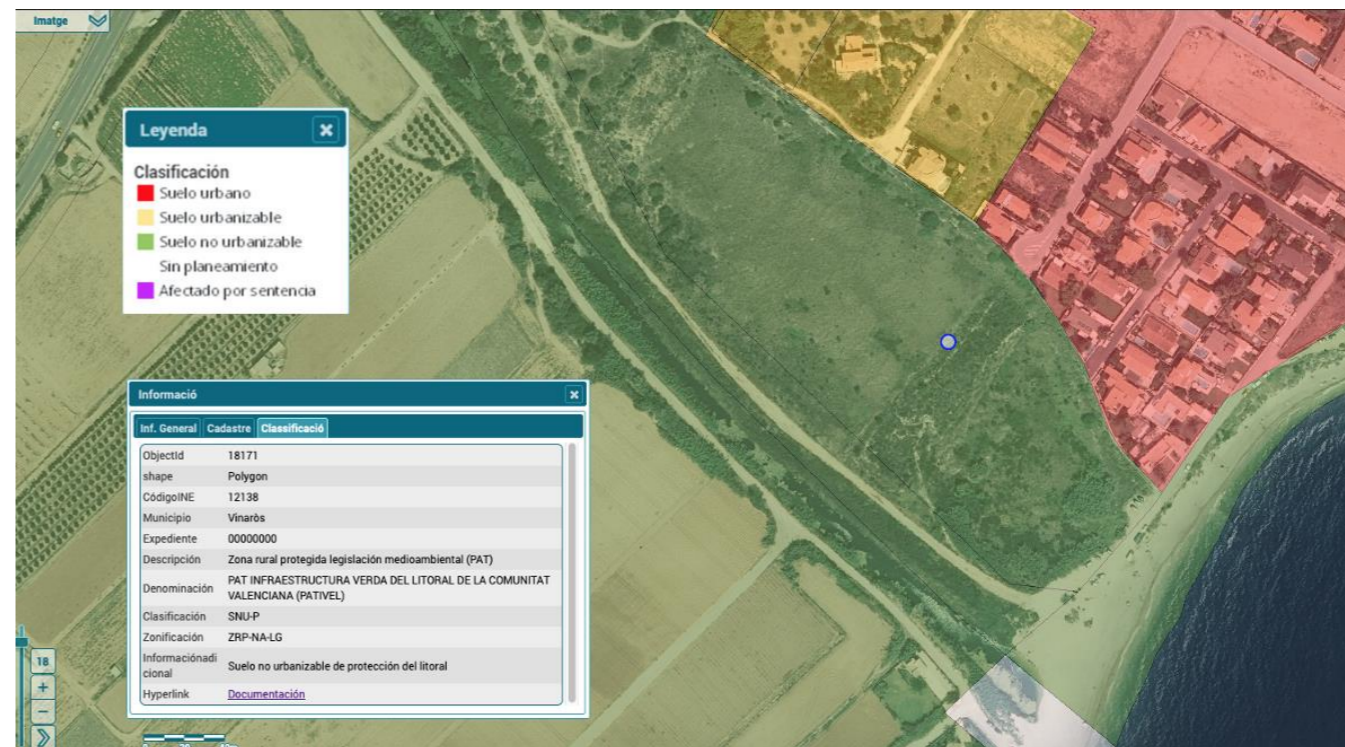 Imatge
Leyenda
Clasificación
Suelo urbano
Suelo urbanizable
Suelo no urbanizable
Sin planeamiento
Afectado por sentencia
Informació
Inf. General Cadastre Classificació
ObjectId 18171
shape Polygon
CódigoINE 12138
Municipio Vinaròs
Expediente 00000000
Descripción Zona rural protegida legislación medioambiental (PAT)
Denominación PAT INFRAESTRUCTURA VERDA DEL LITORAL DE LA COMUNITAT
VALENCIANA (PATIVEL)
Clasificación SNU-P
Zonificación ZRP-NA-LG
Informaciónadi
cional Suelo no urbanizable de protección del litoral
Hyperlink Documentación
18
+
−